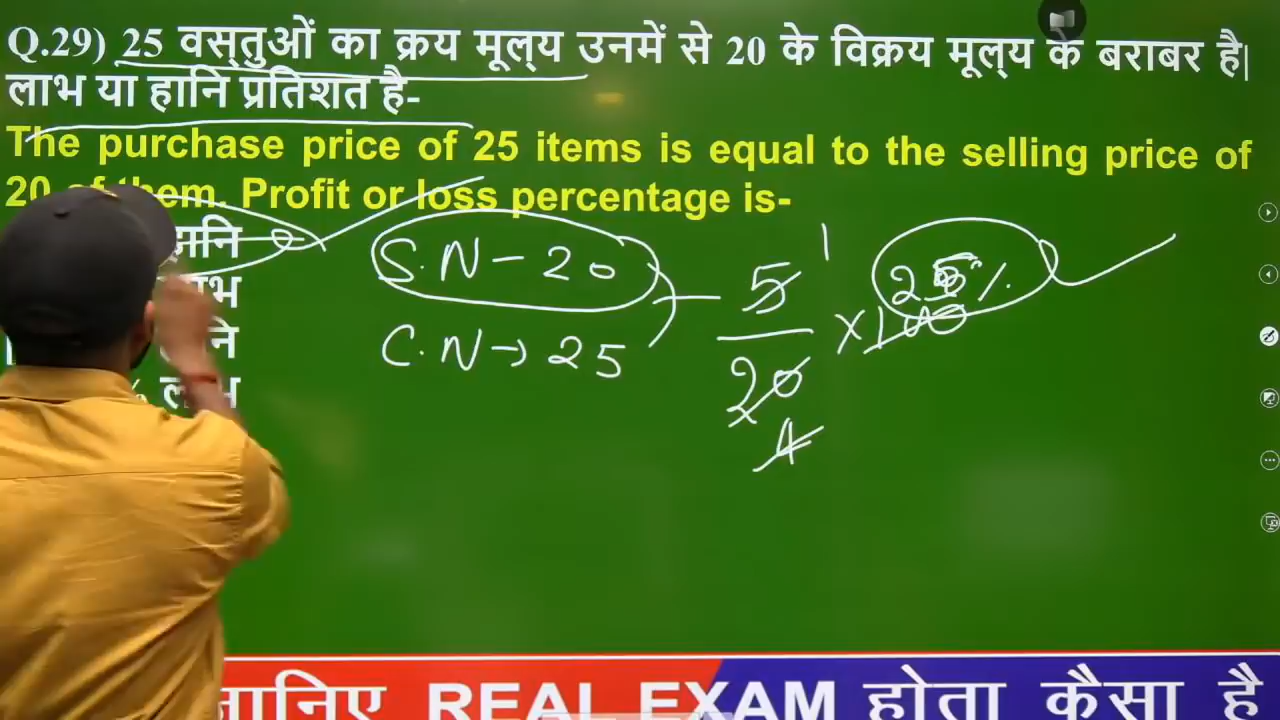 Q.29) 25 वस्तुओं का क्रय मूल्य उनमें से 20 के विक्रय मूल्य के बराबर है|
लाभ या हानि प्रतिशत है-
The purchase price of 25 items is equal to the selling price of
20 of them. Profit or loss percentage is-
हानि
लाभ
हानि
% लाभ
S.N - 20
C.N → 25
5 1
20 × 100
4
25%
जानिए REAL EXAM होता कैसा है